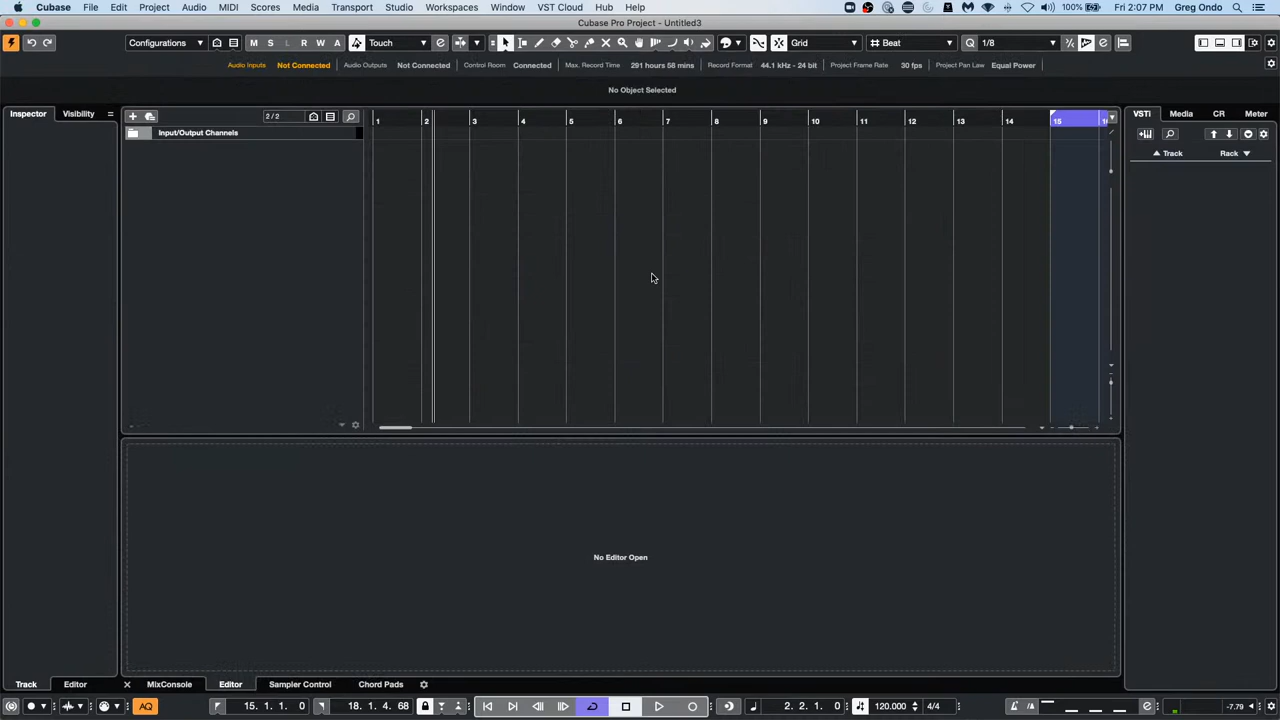 Cubase File Edit Project Audio MIDI Scores Media Transport Studio Workspaces Window VST Cloud Hub Help 100% Fri 2:07 PM Greg Ondo
Cubase Pro Project - Untitled3
Configurations M S L R W A Touch Grid Beat Q 1/8
Audio Inputs Not Connected Audio Outputs Not Connected Control Room Connected Max. Record Time 291 hours 58 mins Record Format 44.1 kHz - 24 bit Project Frame Rate 30 fps Project Pan Law Equal Power
No Object Selected
Inspector Visibility 2 / 2 1 2 3 4 5 6 7 8 9 10 11 12 13 14 15 VSTi Media CR Meter
Input/Output Channels
Track Rack
No Editor Open
Track Editor MixConsole Editor Sampler Control Chord Pads
AQ 15. 1. 1. 0 18. 1. 4. 68 2. 2. 1. 0 120.000 4/4 -7.79